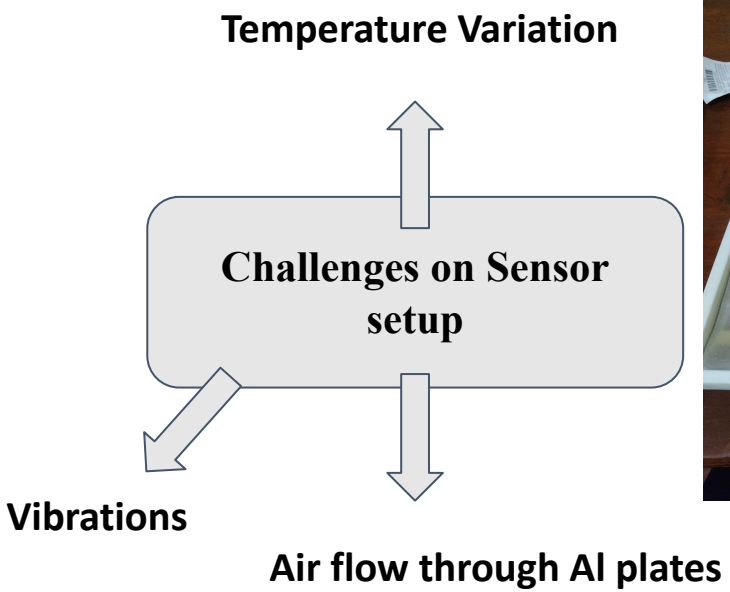 Temperature Variation
Challenges on Sensor
setup
Vibrations
Air flow through Al plates